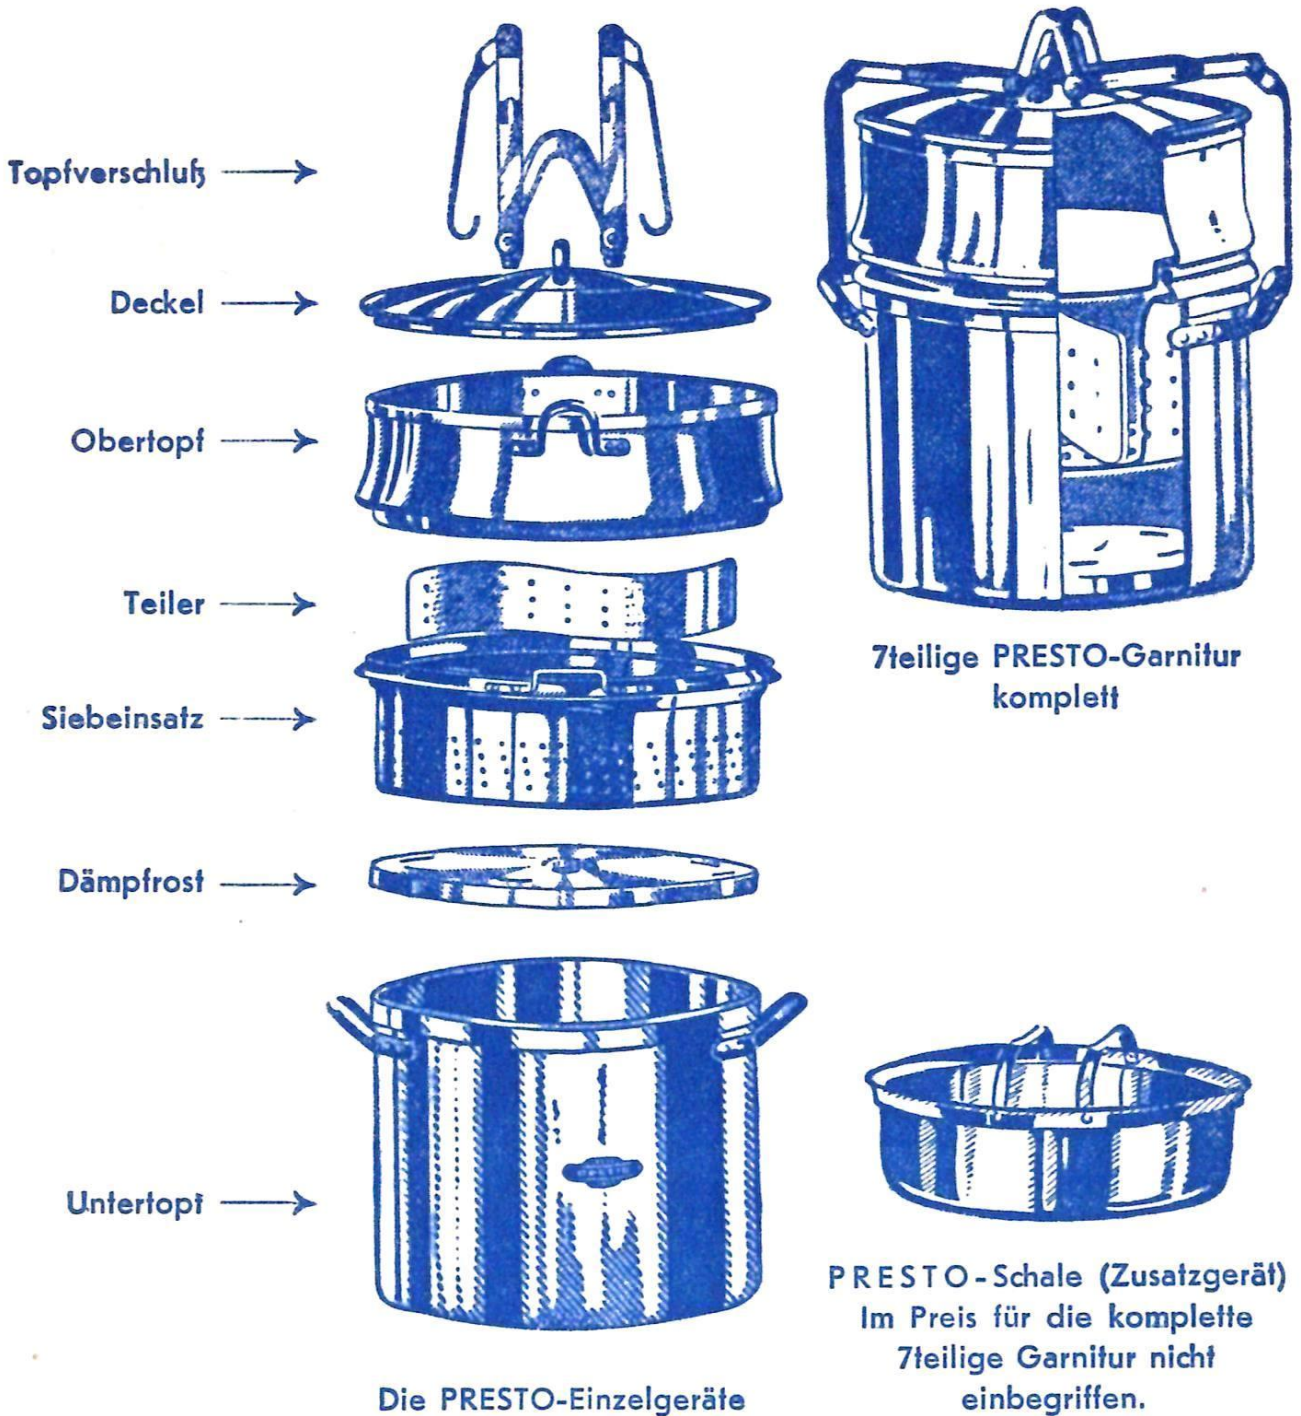 Topfverschluß
Deckel
Obertopf
Teiler
Siebeinsatz
Dämpfrost
Untertopf
Die PRESTO-Einzelgeräte
7teilige PRESTO-Garnitur
komplett
PRESTO-Schale (Zusatzgerät)
Im Preis für die komplette
7teilige Garnitur nicht
einbegriffen.